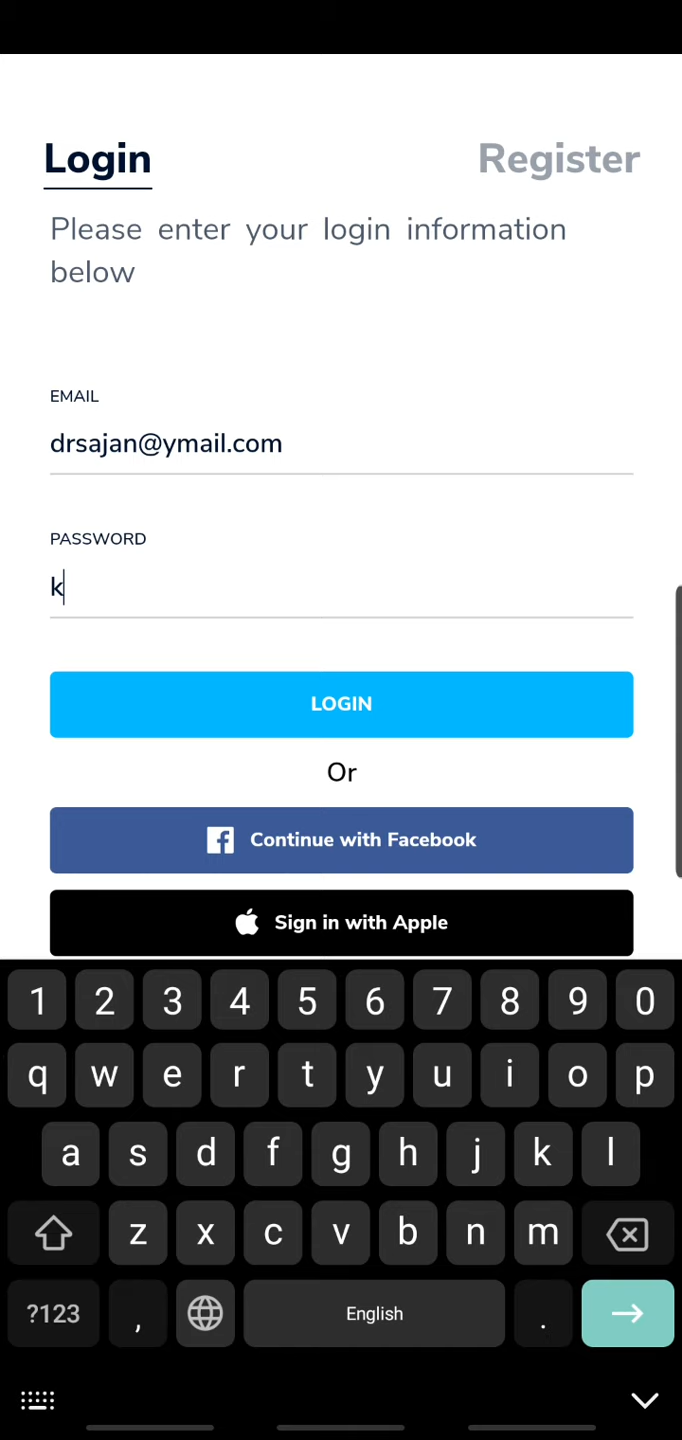 Login Register
Please enter your login information
below
EMAIL
drsajan@ymail.com
PASSWORD
k
LOGIN
Or
Continue with Facebook
Sign in with Apple
1 2 3 4 5 6 7 8 9 0
q w e r t y u i o p
a s d f g h j k l
z x c v b n m
?123 , English .